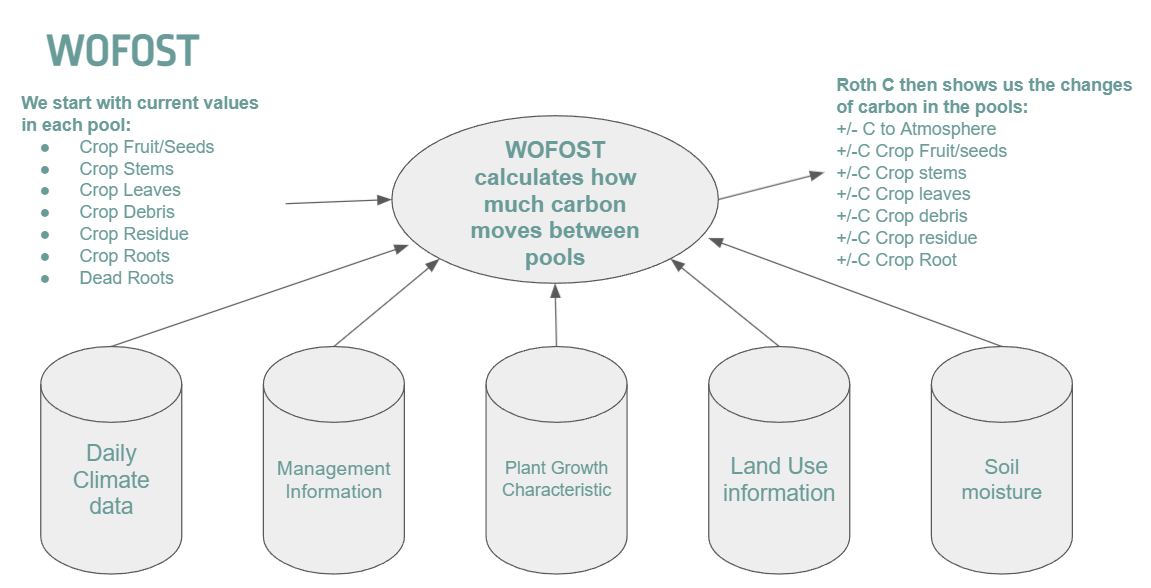 WOFOST
We start with current values
in each pool:
● Crop Fruit/Seeds
● Crop Stems
● Crop Leaves
● Crop Debris
● Crop Residue
● Crop Roots
● Dead Roots
WOFOST
calculates how
much carbon
moves between
pools
Roth C then shows us the changes
of carbon in the pools:
+/- C to Atmosphere
+/-C Crop Fruit/seeds
+/-C Crop stems
+/-C Crop leaves
+/-C Crop debris
+/-C Crop residue
+/-C Crop Root
Daily
Climate
data
Management
Information
Plant Growth
Characteristic
Land Use
information
Soil
moisture